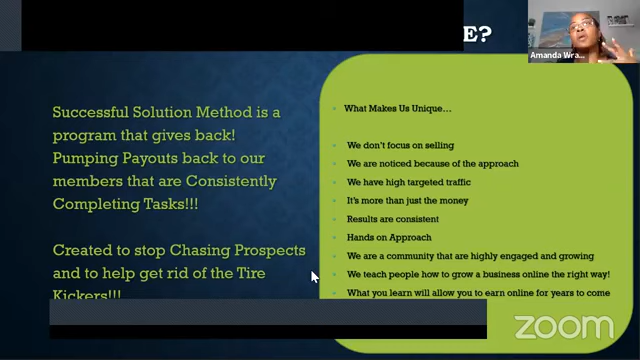 E?
Amanda Wra...
Successful Solution Method is a
program that gives back!
Pumping Payouts back to our
members that are Consistently
Completing Tasks!!!
Created to stop Chasing Prospects
and to help get rid of the Tire
Kickers!!!
What Makes Us Unique...
We don't focus on selling
We are noticed because of the approach
We have high targeted traffic
It's more than just the money
Results are consistent
Hands on Approach
We are a community that are highly engaged and growing
We teach people how to grow a business online the right way!
What you learn will allow you to earn online for years to come
zoom